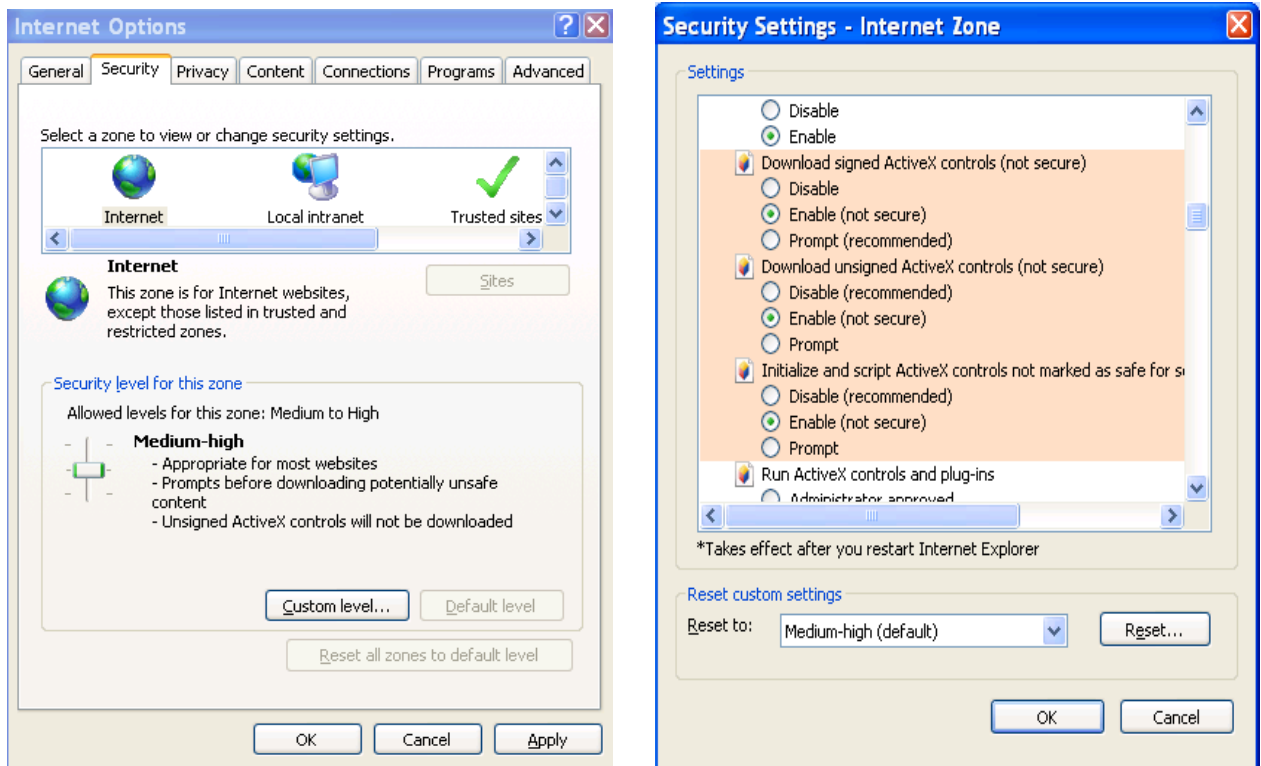 Internet Options
General Security Privacy Content Connections Programs Advanced
Select a zone to view or change security settings.
Internet Local intranet Trusted sites
Internet
Sites
This zone is for Internet websites,
except those listed in trusted and
restricted zones.
Security level for this zone
Allowed levels for this zone: Medium to High
Medium-high
- Appropriate for most websites
- Prompts before downloading potentially unsafe
content
- Unsigned ActiveX controls will not be downloaded
Custom level... Default level
Reset all zones to default level
OK Cancel Apply
Security Settings - Internet Zone
Settings
Disable
Enable
Download signed ActiveX controls (not secure)
Disable
Enable (not secure)
Prompt (recommended)
Download unsigned ActiveX controls (not secure)
Disable (recommended)
Enable (not secure)
Prompt
Initialize and script ActiveX controls not marked as safe for
Disable (recommended)
Enable (not secure)
Prompt
Run ActiveX controls and plug-ins
Administrator approved
*Takes effect after you restart Internet Explorer
Reset custom settings
Reset to: Medium-high (default) Reset...
OK Cancel